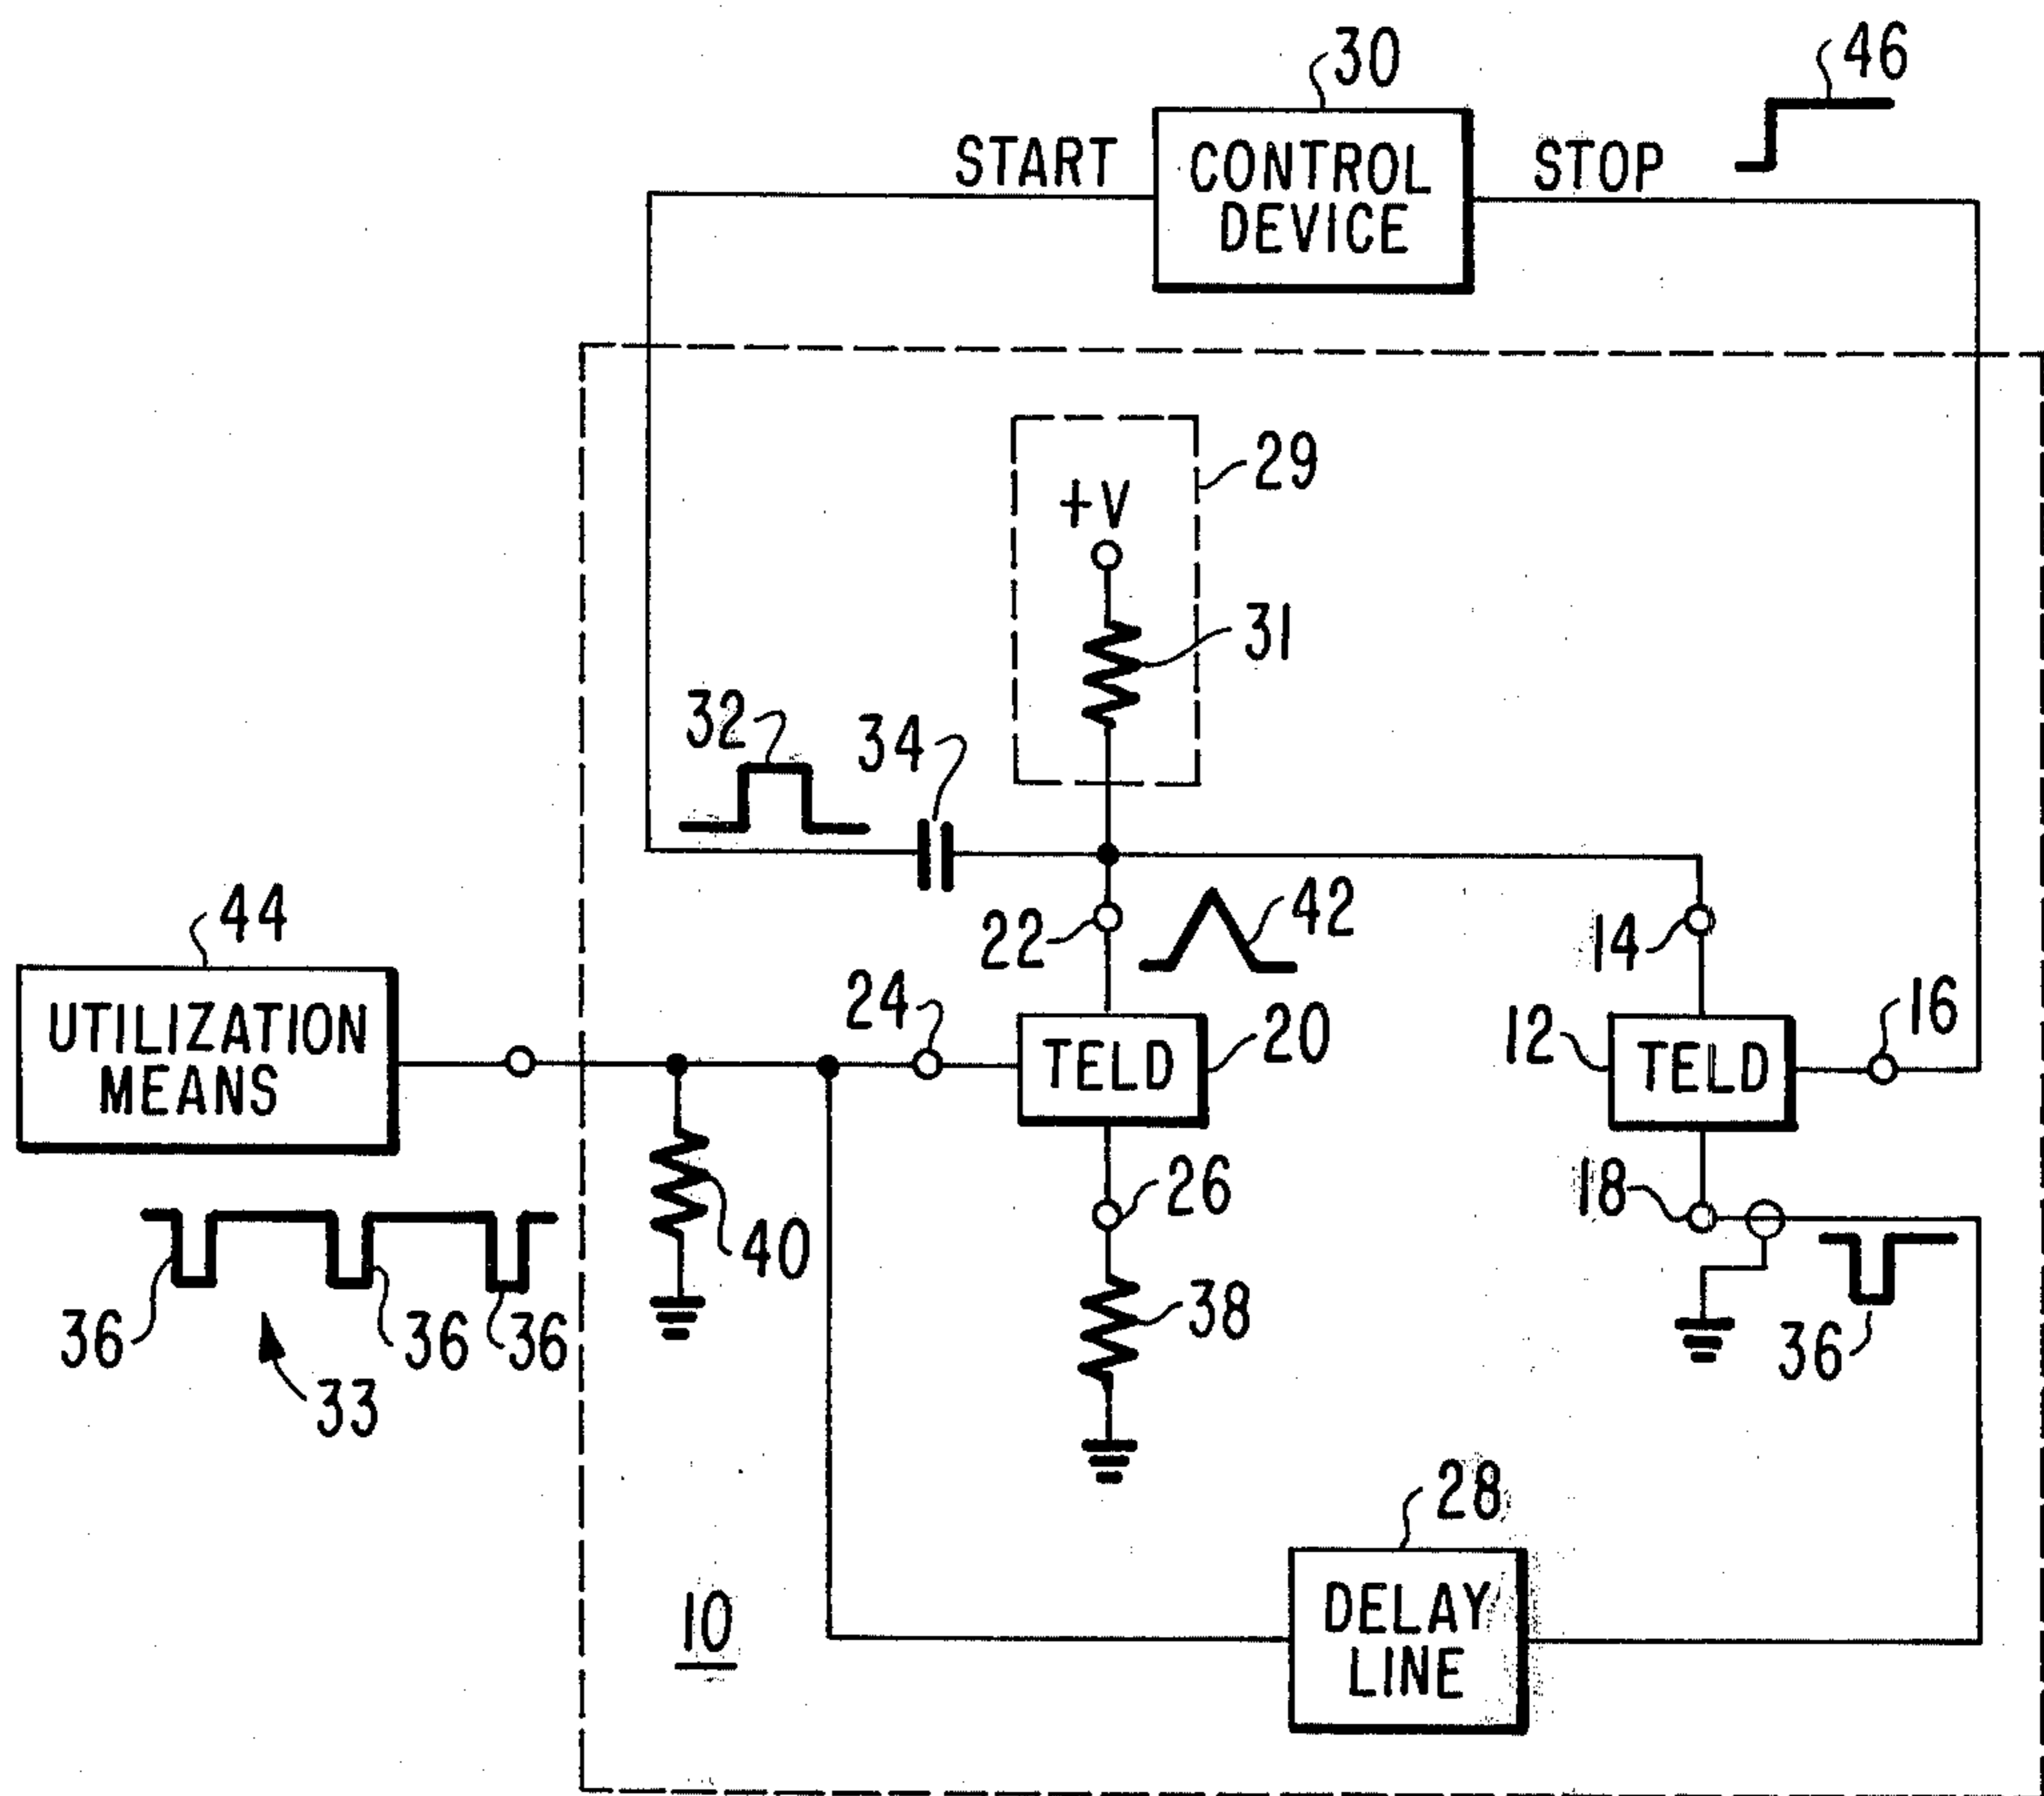 30
46
START
CONTROL
DEVICE
STOP
29
+V
31
32
34
44
22
42
14
24
16
UTILIZATION
MEANS
TELD
20
12
TELD
26
18
40
38
36
36
36
36
33
28
DELAY
LINE
10